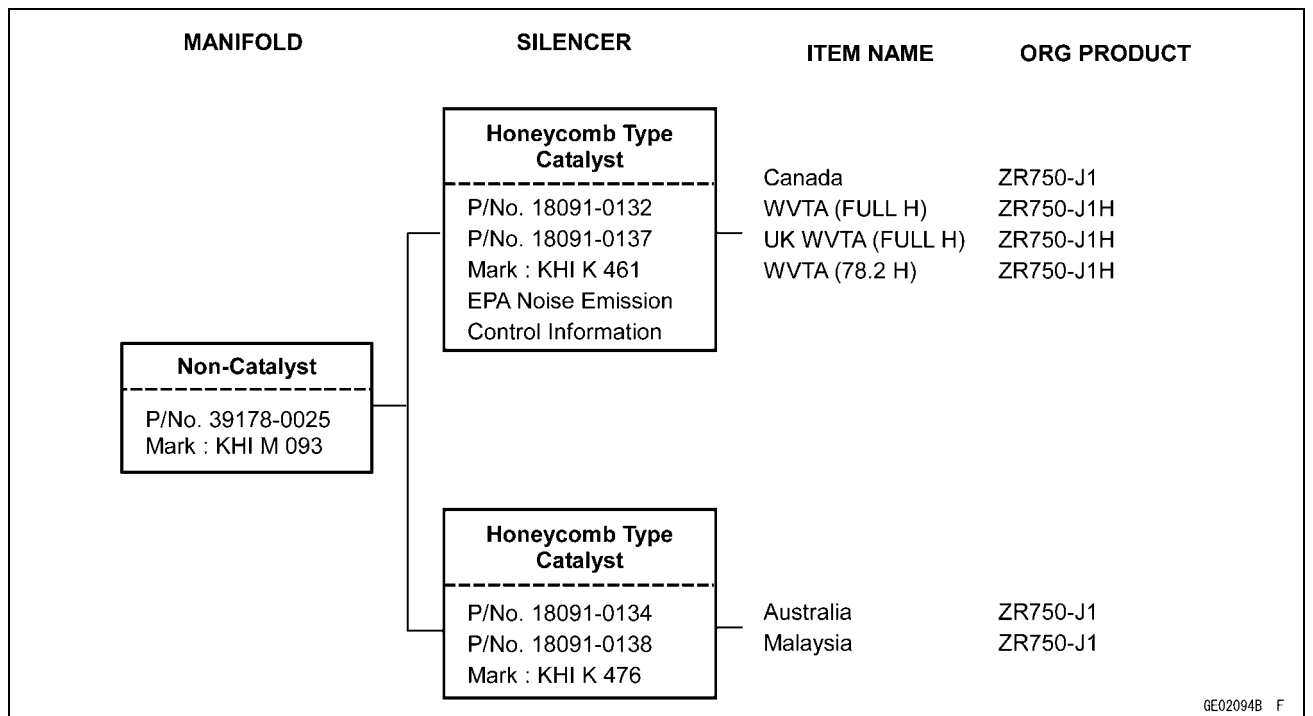 MANIFOLD
SILENCER
ITEM NAME
ORG PRODUCT
Honeycomb Type
Catalyst
P/No. 18091-0132
P/No. 18091-0137
Mark : KHI K 461
EPA Noise Emission
Control Information
Canada ZR750-J1
WVTA (FULL H) ZR750-J1H
UK WVTA (FULL H) ZR750-J1H
WVTA (78.2 H) ZR750-J1H
Non-Catalyst
P/No. 39178-0025
Mark : KHI M 093
Honeycomb Type
Catalyst
P/No. 18091-0134
P/No. 18091-0138
Mark : KHI K 476
Australia ZR750-J1
Malaysia ZR750-J1
GE02094B F